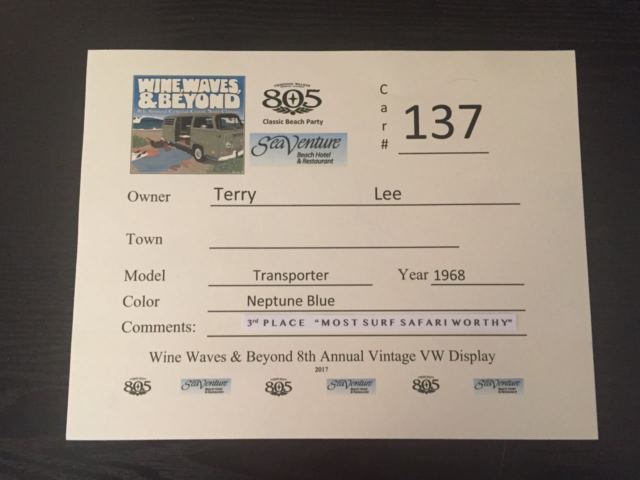 WINE, WAVES,
& BEYOND
805
Classic Beach Party
SeaVenture
Beach Hotel
& Restaurant
Car# 137
Owner Terry Lee
Town
Model Transporter Year 1968
Color Neptune Blue
Comments: 3rd PLACE "MOST SURF SAFARI WORTHY"
Wine Waves & Beyond 8th Annual Vintage VW Display
2017
805 SeaVenture 805 SeaVenture 805 SeaVenture